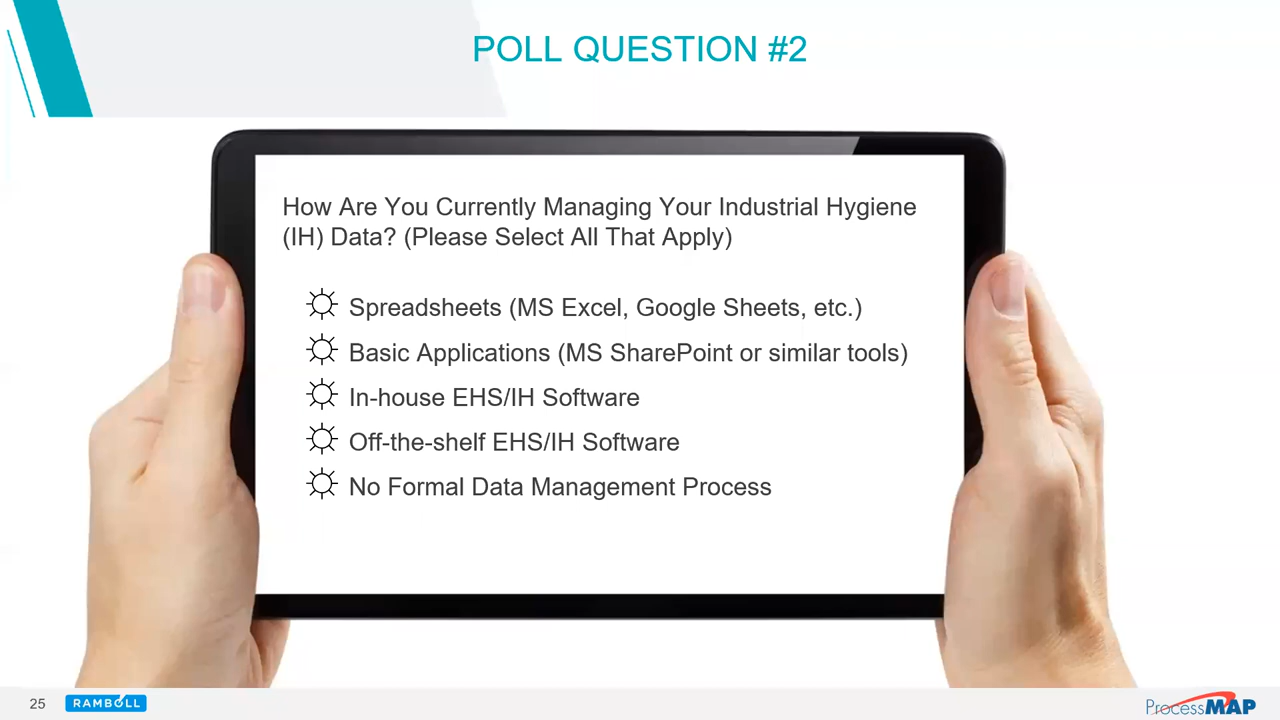 POLL QUESTION #2
How Are You Currently Managing Your Industrial Hygiene
(IH) Data? (Please Select All That Apply)
Spreadsheets (MS Excel, Google Sheets, etc.)
Basic Applications (MS SharePoint or similar tools)
In-house EHS/IH Software
Off-the-shelf EHS/IH Software
No Formal Data Management Process
25
RAMBOLL
ProcessMAP